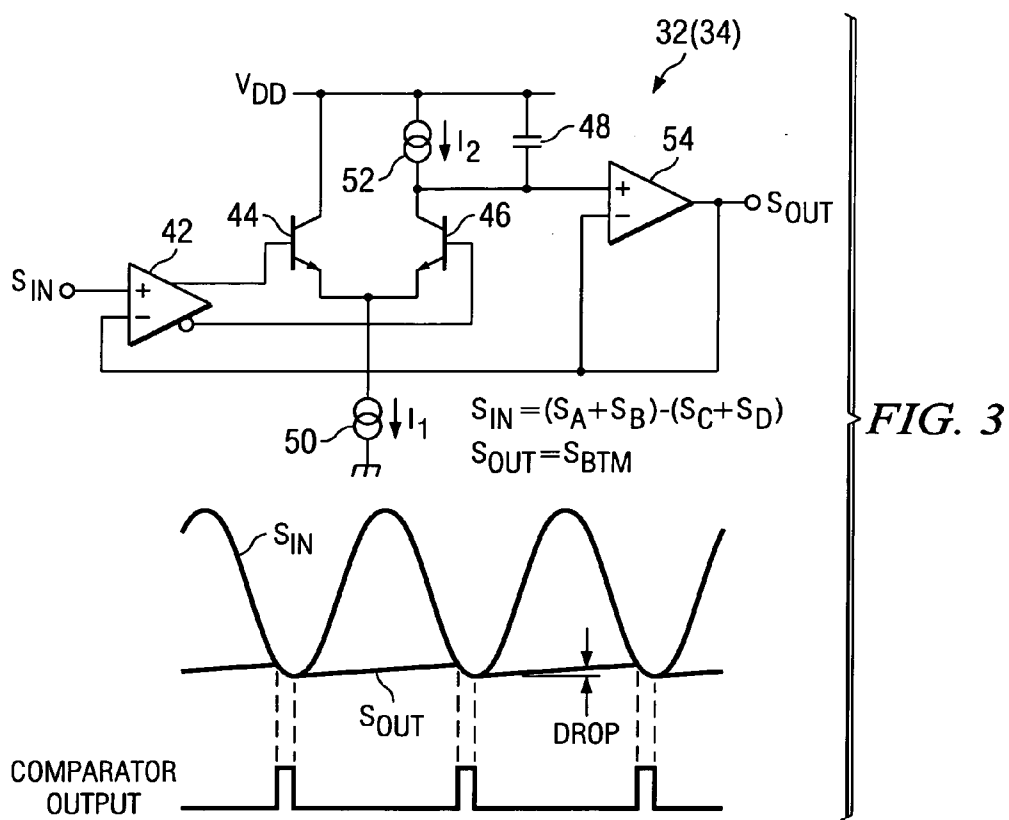 32(34)
VDD
48
I2
52
54
+
−
SOUT
44
46
42
SIN
+
−
50
I1
SIN=(SA+SB)-(SC+SD)
SOUT=SBTM
FIG. 3
SIN
SOUT
DROP
COMPARATOR
OUTPUT